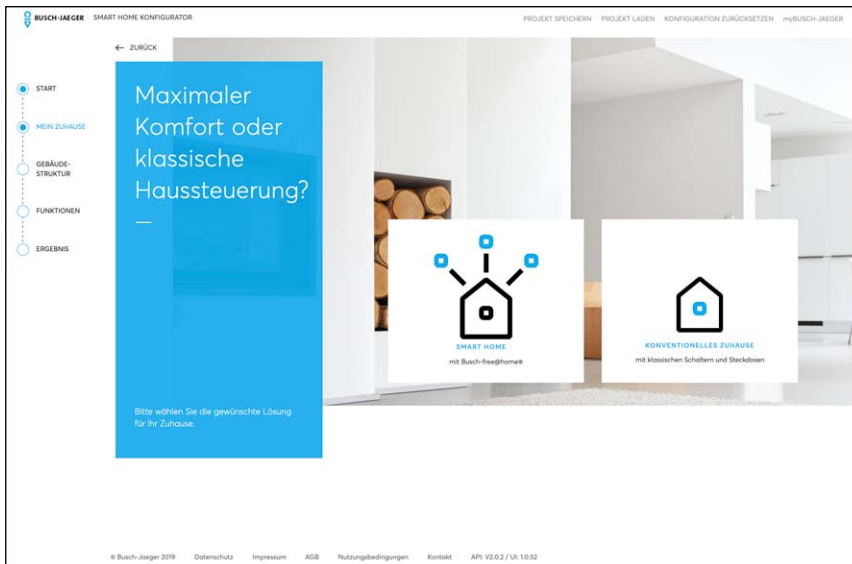 BUSCH-JAEGER SMART HOME KONFIGURATOR
PROJEKT SPEICHERN PROJEKT LADEN KONFIGURATION ZURÜCKSETZEN myBUSCH-JAEGER
← ZURÜCK
START
MEIN ZUHAUSE
GEBÄUDE-
STRUKTUR
FUNKTIONEN
ERGEBNIS
Maximaler
Komfort oder
klassische
Haussteuerung?
Bitte wählen Sie die gewünschte Lösung
für Ihr Zuhause.
SMART HOME
mit Busch-free@home®
KONVENTIONELLES ZUHAUSE
mit klassischen Schaltern und Steckdosen
© Busch-Jaeger 2019 Datenschutz Impressum AGB Nutzungsbedingungen Kontakt API: V2.0.2 / UI: 1.0.52